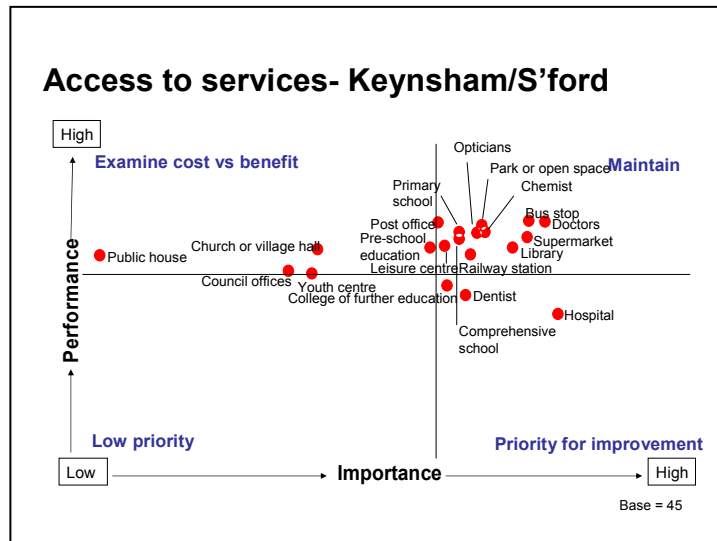 Access to services- Keynsham/S'ford
High
Examine cost vs benefit
Opticians
Park or open space
Maintain
Primary
school
Chemist
Post office
Bus stop
Doctors
Pre-school
education
Supermarket
Library
Church or village hall
Public house
Leisure centre
Railway station
Council offices
Youth centre
College of further education
Dentist
Hospital
Comprehensive
school
Performance
Low priority
Priority for improvement
Low
Importance
High
Base = 45